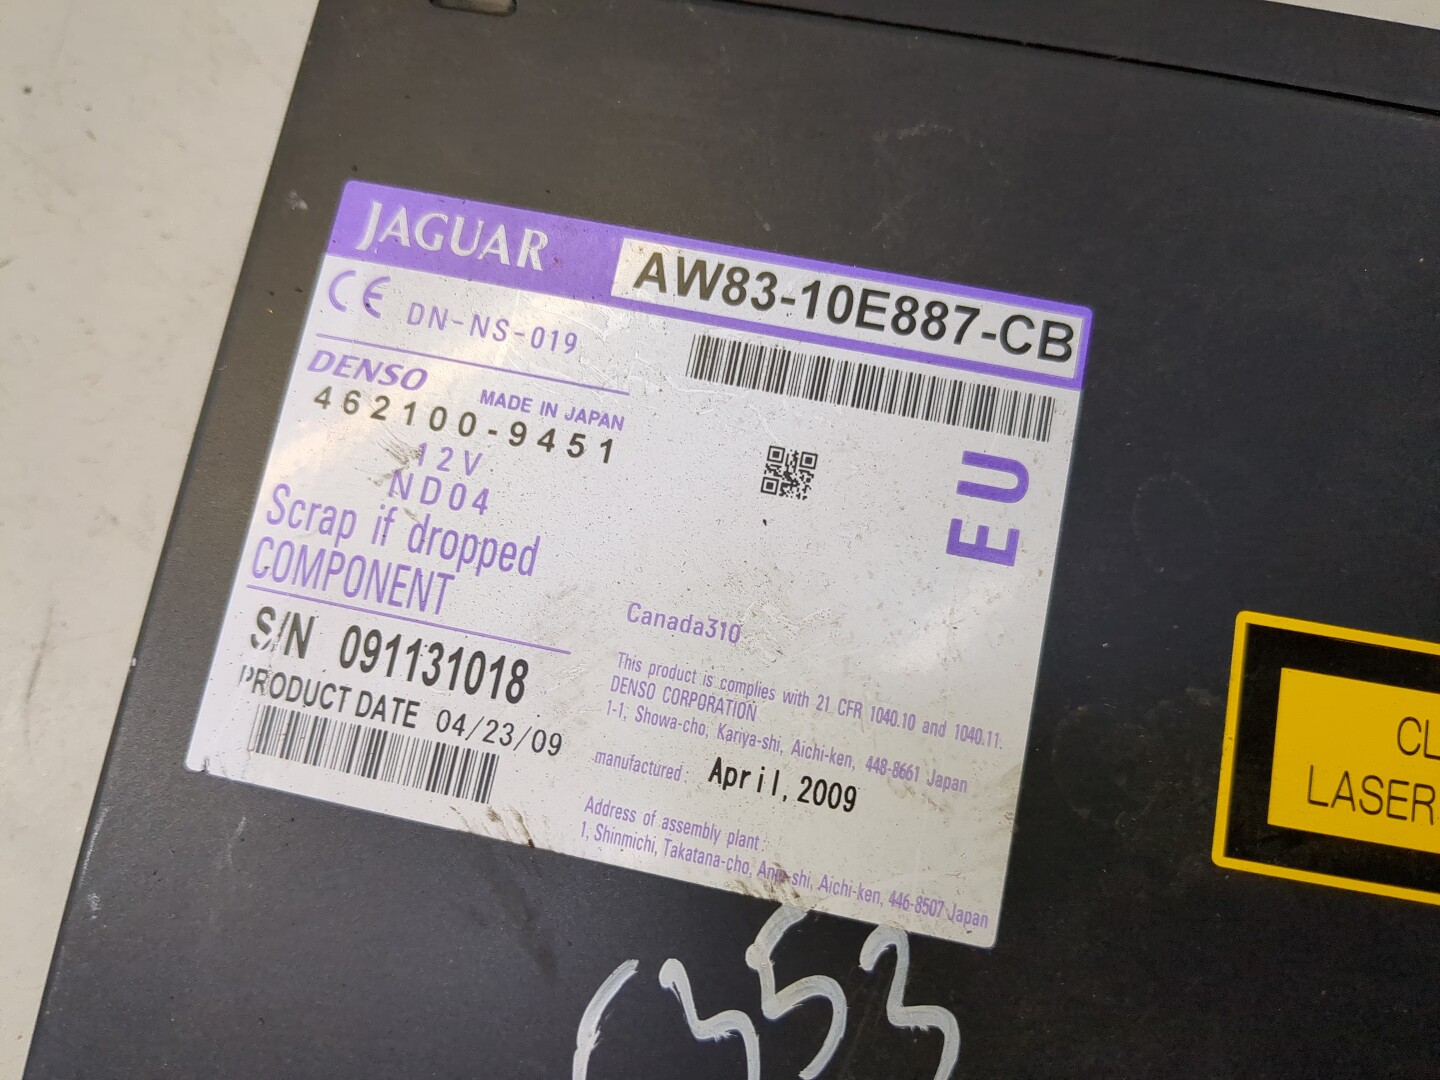 JAGUAR
AW83-10E887-CB
CE DN-NS-019
DENSO MADE IN JAPAN
462100-9451
12V
ND04
Scrap if dropped
COMPONENT
EU
S/N 091131018
PRODUCT DATE 04/23/09
Canada310
This product is complies with 21 CFR 1040.10 and 1040.11.
DENSO CORPORATION
1-1, Showa-cho, Kariya-shi, Aichi-ken, 448-8661 Japan
manufactured: April, 2009
Address of assembly plant:
1, Shinmichi, Takatana-cho, Anjo-shi, Aichi-ken, 446-8507 Japan
CL
LASER
C353